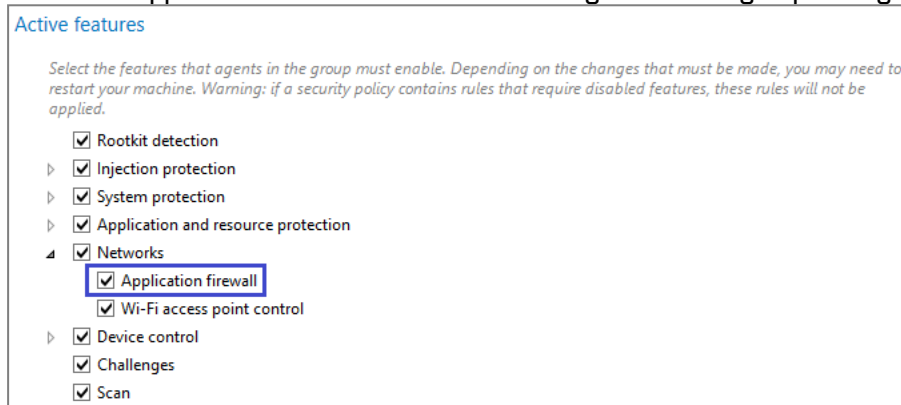 Active features
Select the features that agents in the group must enable. Depending on the changes that must be made, you may need to
restart your machine. Warning: if a security policy contains rules that require disabled features, these rules will not be
applied.
Rootkit detection
Injection protection
System protection
Application and resource protection
Networks
Application firewall
Wi-Fi access point control
Device control
Challenges
Scan